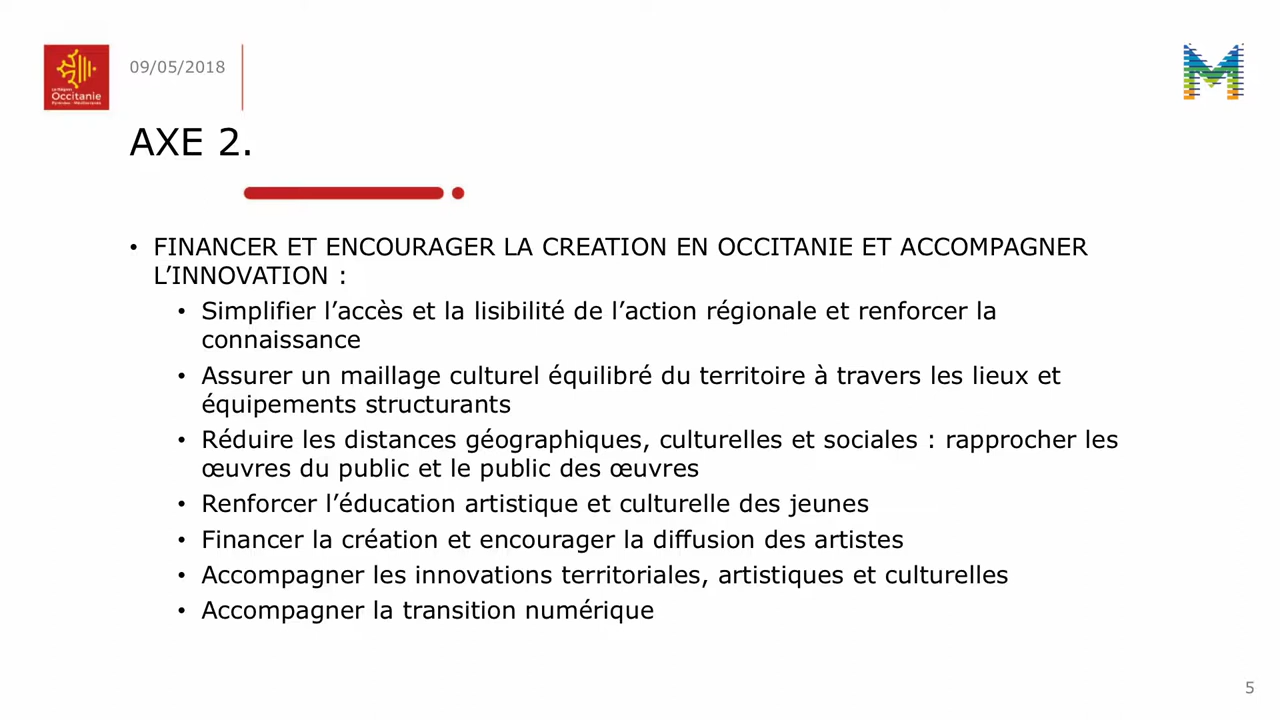 09/05/2018
La Région
Occitanie
Pyrénées - Méditerranée
M
AXE 2.
• FINANCER ET ENCOURAGER LA CREATION EN OCCITANIE ET ACCOMPAGNER
L’INNOVATION :
• Simplifier l’accès et la lisibilité de l’action régionale et renforcer la
connaissance
• Assurer un maillage culturel équilibré du territoire à travers les lieux et
équipements structurants
• Réduire les distances géographiques, culturelles et sociales : rapprocher les
œuvres du public et le public des œuvres
• Renforcer l’éducation artistique et culturelle des jeunes
• Financer la création et encourager la diffusion des artistes
• Accompagner les innovations territoriales, artistiques et culturelles
• Accompagner la transition numérique
5